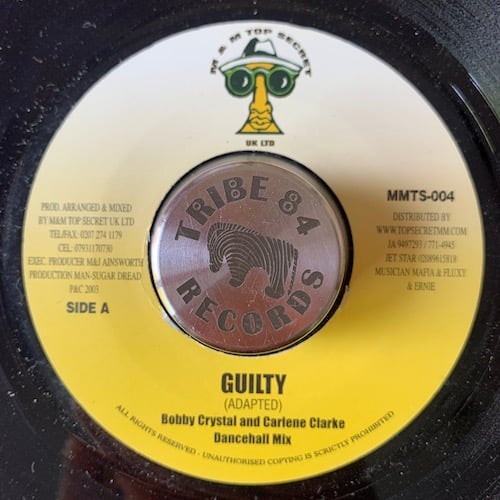 M & M TOP SECRET
UK LTD
PROD. ARRANGED & MIXED
BY M&M TOP SECRET UK LTD
TEL/FAX: 0207 274 1179
CEL: 07931170730
EXEC. PRODUCER M&J AINSWORTH
PRODUCTION MAN-SUGAR DREAD
P&C 2003
SIDE A
MMTS-004
DISTRIBUTED BY
WWW.TOPSECRETMM.COM
JA 9497293 / 771-4945
JET STAR 02089615818
MUSICIAN MAFIA & FLUXY
& ERNIE
TRIBE 84
RECORDS
GUILTY
(ADAPTED)
Bobby Crystal and Carlene Clarke
Dancehall Mix
ALL RIGHTS RESERVED - UNAUTHORISED COPTING IS SCRICTLY PROHIBITED